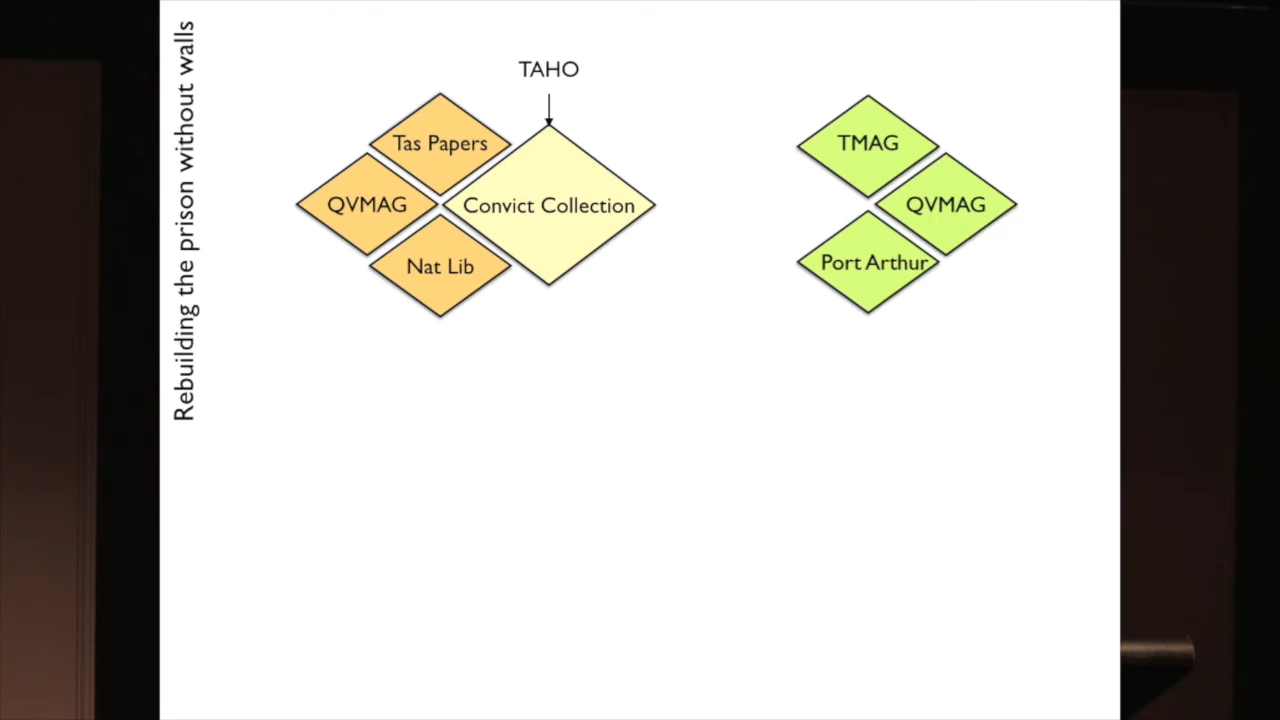 Rebuilding the prison without walls
TAHO
Tas Papers
TMAG
QVMAG
Convict Collection
QVMAG
Nat Lib
Port Arthur